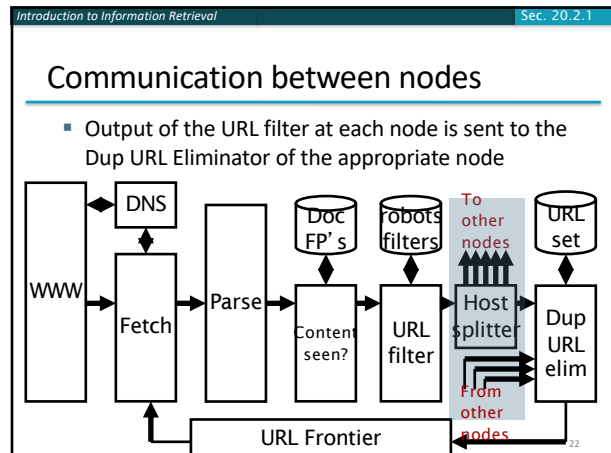 Introduction to Information Retrieval
Sec. 20.2.1
Communication between nodes
▪ Output of the URL filter at each node is sent to the
Dup URL Eliminator of the appropriate node
WWW
DNS
Fetch
Parse
Doc
FP's
Content
seen?
robots
filters
URL
filter
To
other
nodes
Host
splitter
From
other
nodes
URL
set
Dup
URL
elim
URL Frontier
22